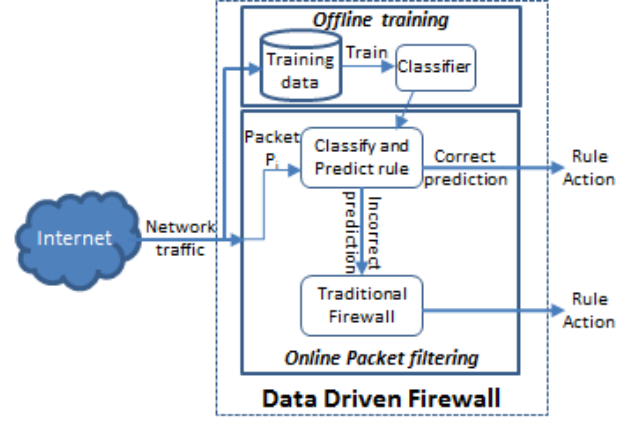 Offline training
Training
data
Train
Classifier
Packet
Pi
Classify and
Predict rule
Correct
prediction
Rule
Action
Internet
Network
traffic
Incorrect
prediction
Traditional
Firewall
Rule
Action
Online Packet filtering
Data Driven Firewall